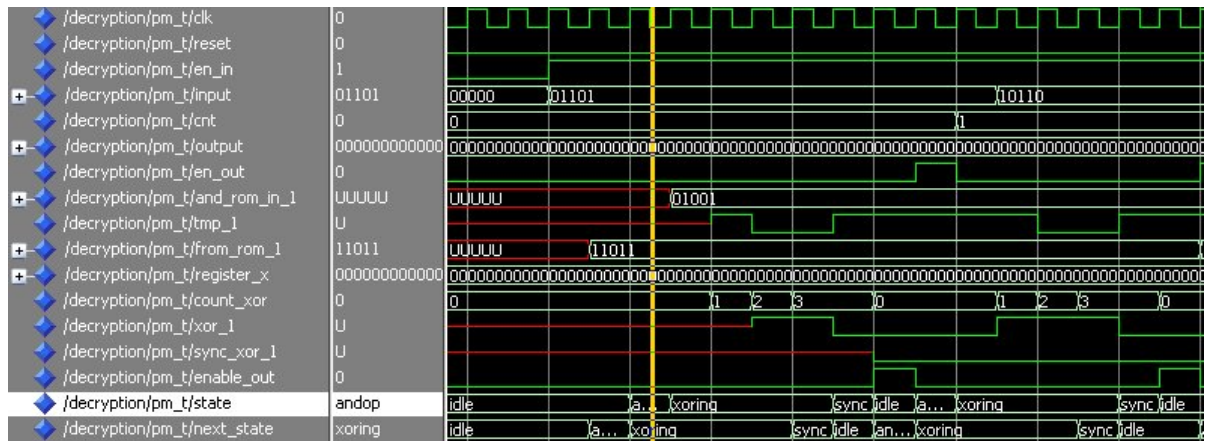 /decryption/pm_t/clk 0
/decryption/pm_t/reset 0
/decryption/pm_t/en_in 1
/decryption/pm_t/input 01101 00000 01101 10110
/decryption/pm_t/cnt 0 0 1
/decryption/pm_t/output 000000000000
/decryption/pm_t/en_out 0
/decryption/pm_t/and_rom_in_1 UUUUU UUUUU 01001
/decryption/pm_t/tmp_1 U
/decryption/pm_t/from_rom_1 11011 UUUUU 11011
/decryption/pm_t/register_x 000000000000
/decryption/pm_t/count_xor 0 0 1 2 3 0 1 2 3 0
/decryption/pm_t/xor_1 U
/decryption/pm_t/sync_xor_1 U
/decryption/pm_t/enable_out 0
/decryption/pm_t/state andop idle a... xoring sync idle a... xoring sync idle
/decryption/pm_t/next_state xoring idle a... xoring sync idle an... xoring sync idle